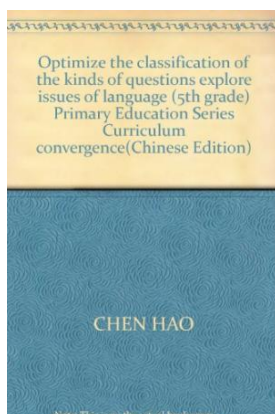 Optimize the classification of
the kinds of questions explore
issues of language (5th grade)
Primary Education Series
Curriculum
convergence(Chinese Edition)
CHEN HAO